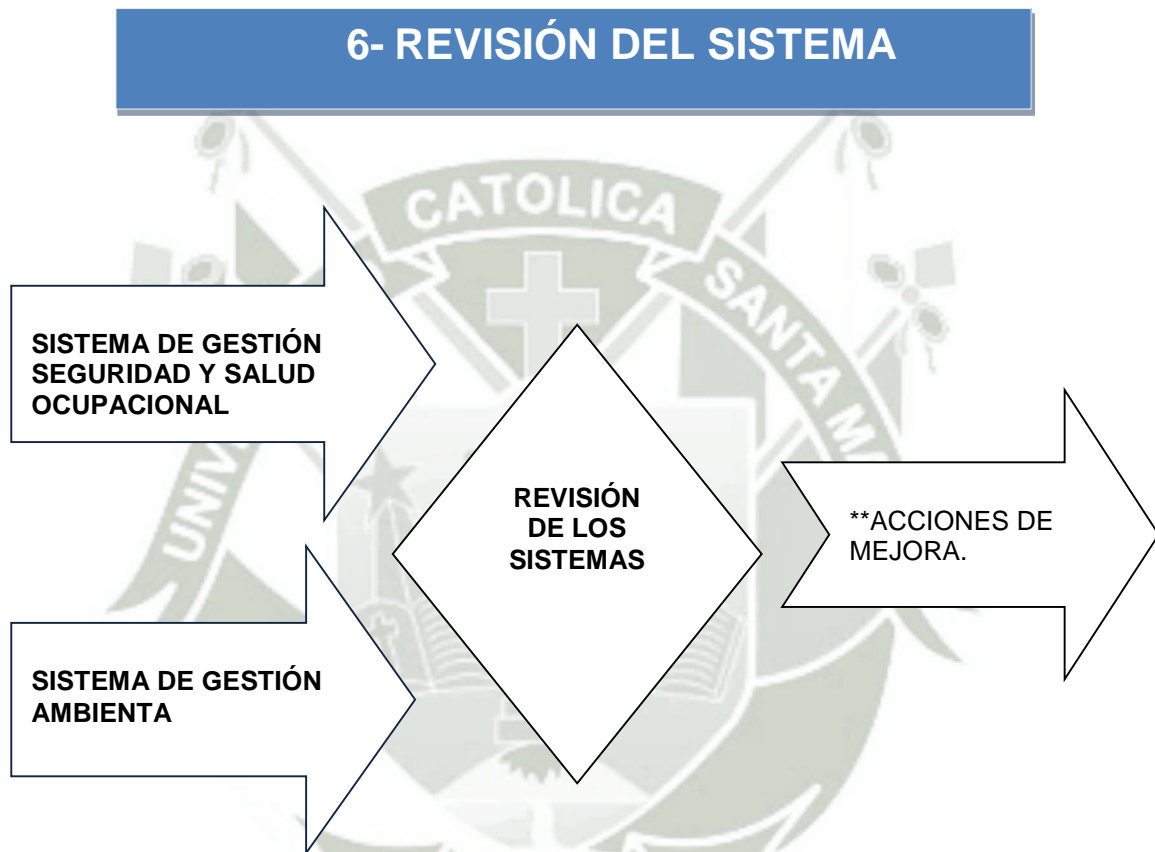 6- REVISIÓN DEL SISTEMA
CATOLICA
SANTA MA
UNIV
SISTEMA DE GESTIÓN
SEGURIDAD Y SALUD
OCUPACIONAL
REVISIÓN
DE LOS
SISTEMAS
**ACCIONES DE
MEJORA.
SISTEMA DE GESTIÓN
AMBIENTA